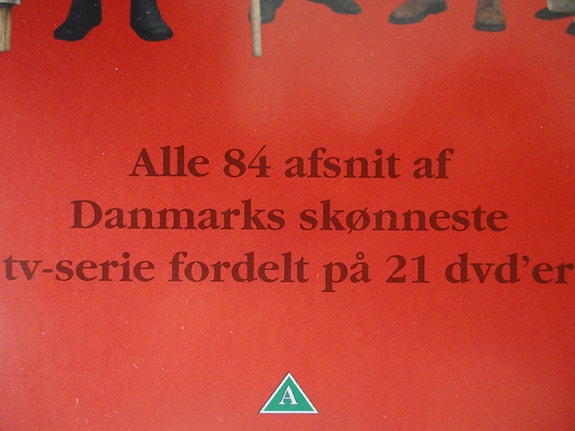 Alle 84 afsnit af
Danmarks skønneste
tv-serie fordelt på 21 dvd'er
A